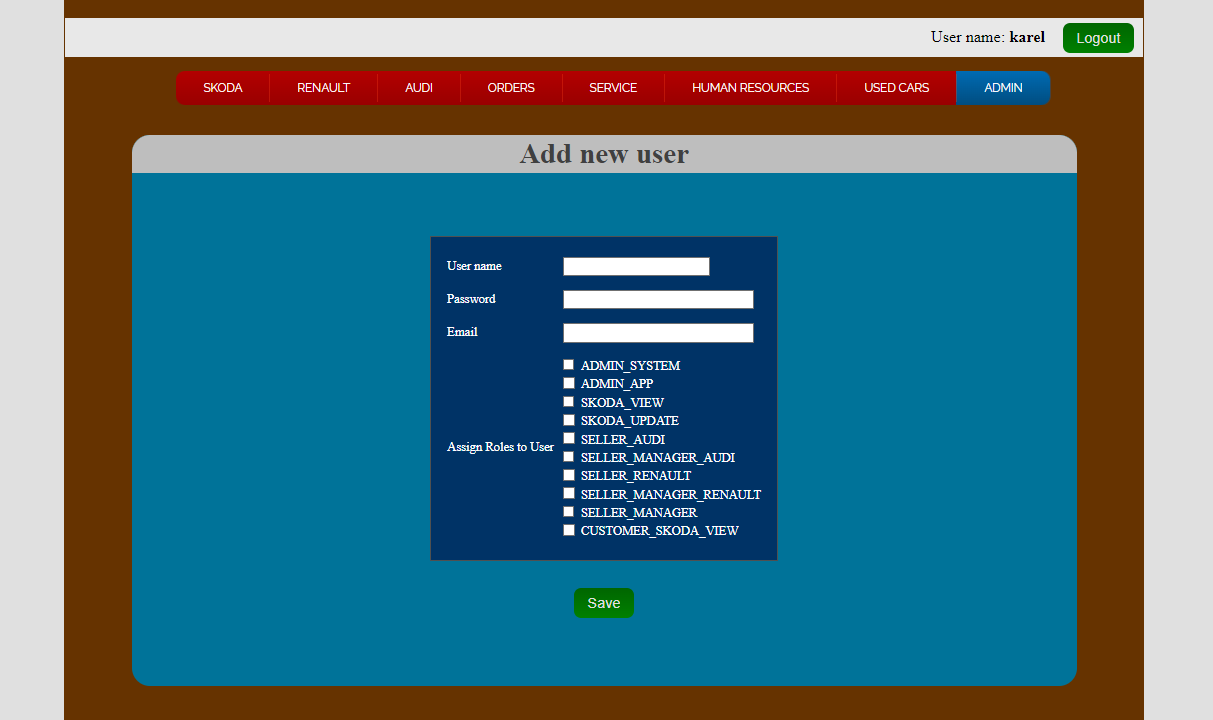 User name: karel Logout
SKODA RENAULT AUDI ORDERS SERVICE HUMAN RESOURCES USED CARS ADMIN
Add new user
User name
Password
Email
Assign Roles to User
ADMIN_SYSTEM
ADMIN_APP
SKODA_VIEW
SKODA_UPDATE
SELLER_AUDI
SELLER_MANAGER_AUDI
SELLER_RENAULT
SELLER_MANAGER_RENAULT
SELLER_MANAGER
CUSTOMER_SKODA_VIEW
Save